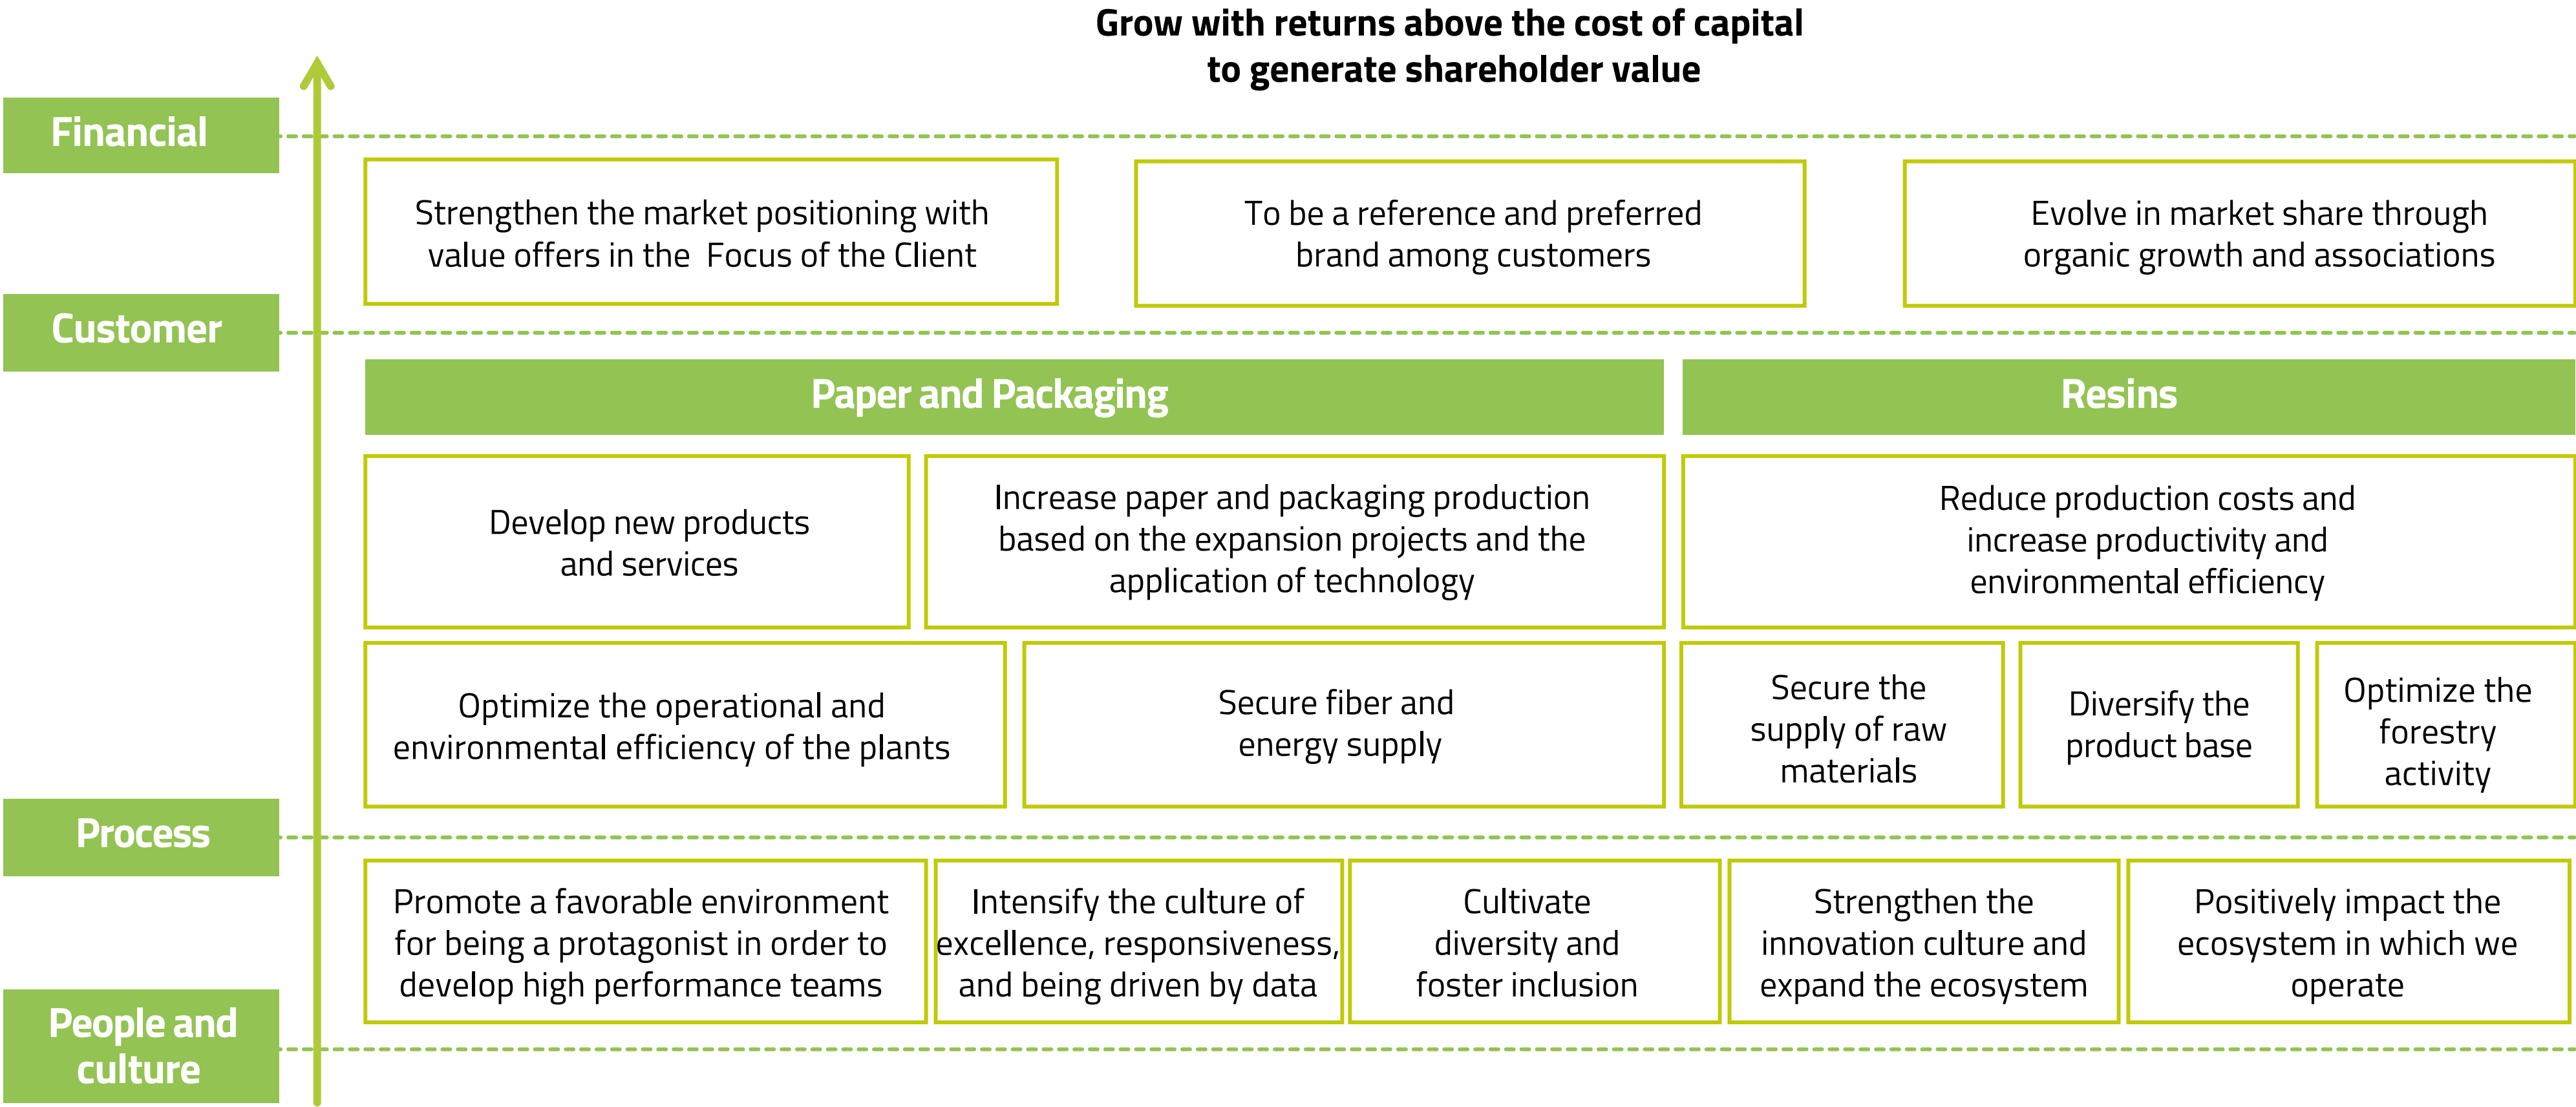 Grow with returns above the cost of capital
to generate shareholder value
Financial
Strengthen the market positioning with
value offers in the Focus of the Client
To be a reference and preferred
brand among customers
Evolve in market share through
organic growth and associations
Customer
Paper and Packaging
Resins
Develop new products
and services
Increase paper and packaging production
based on the expansion projects and the
application of technology
Reduce production costs and
increase productivity and
environmental efficiency
Optimize the operational and
environmental efficiency of the plants
Secure fiber and
energy supply
Secure the
supply of raw
materials
Diversify the
product base
Optimize the
forestry
activity
Process
Promote a favorable environment
for being a protagonist in order to
develop high performance teams
Intensify the culture of
excellence, responsiveness,
and being driven by data
Cultivate
diversity and
foster inclusion
Strengthen the
innovation culture and
expand the ecosystem
Positively impact the
ecosystem in which we
operate
People and
culture